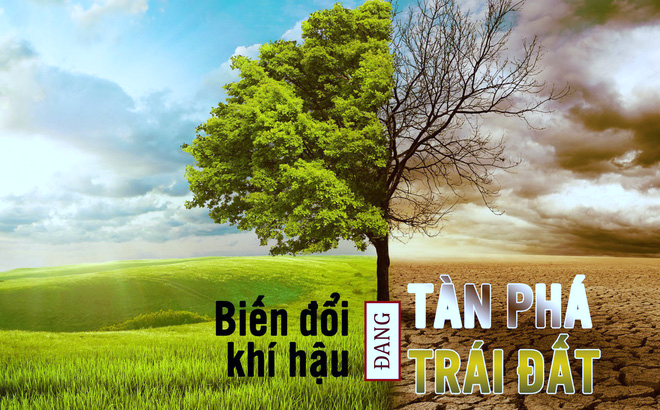 Biến đổi
khí hậu
ĐANG
TÀN PHÁ
TRÁI ĐẤT